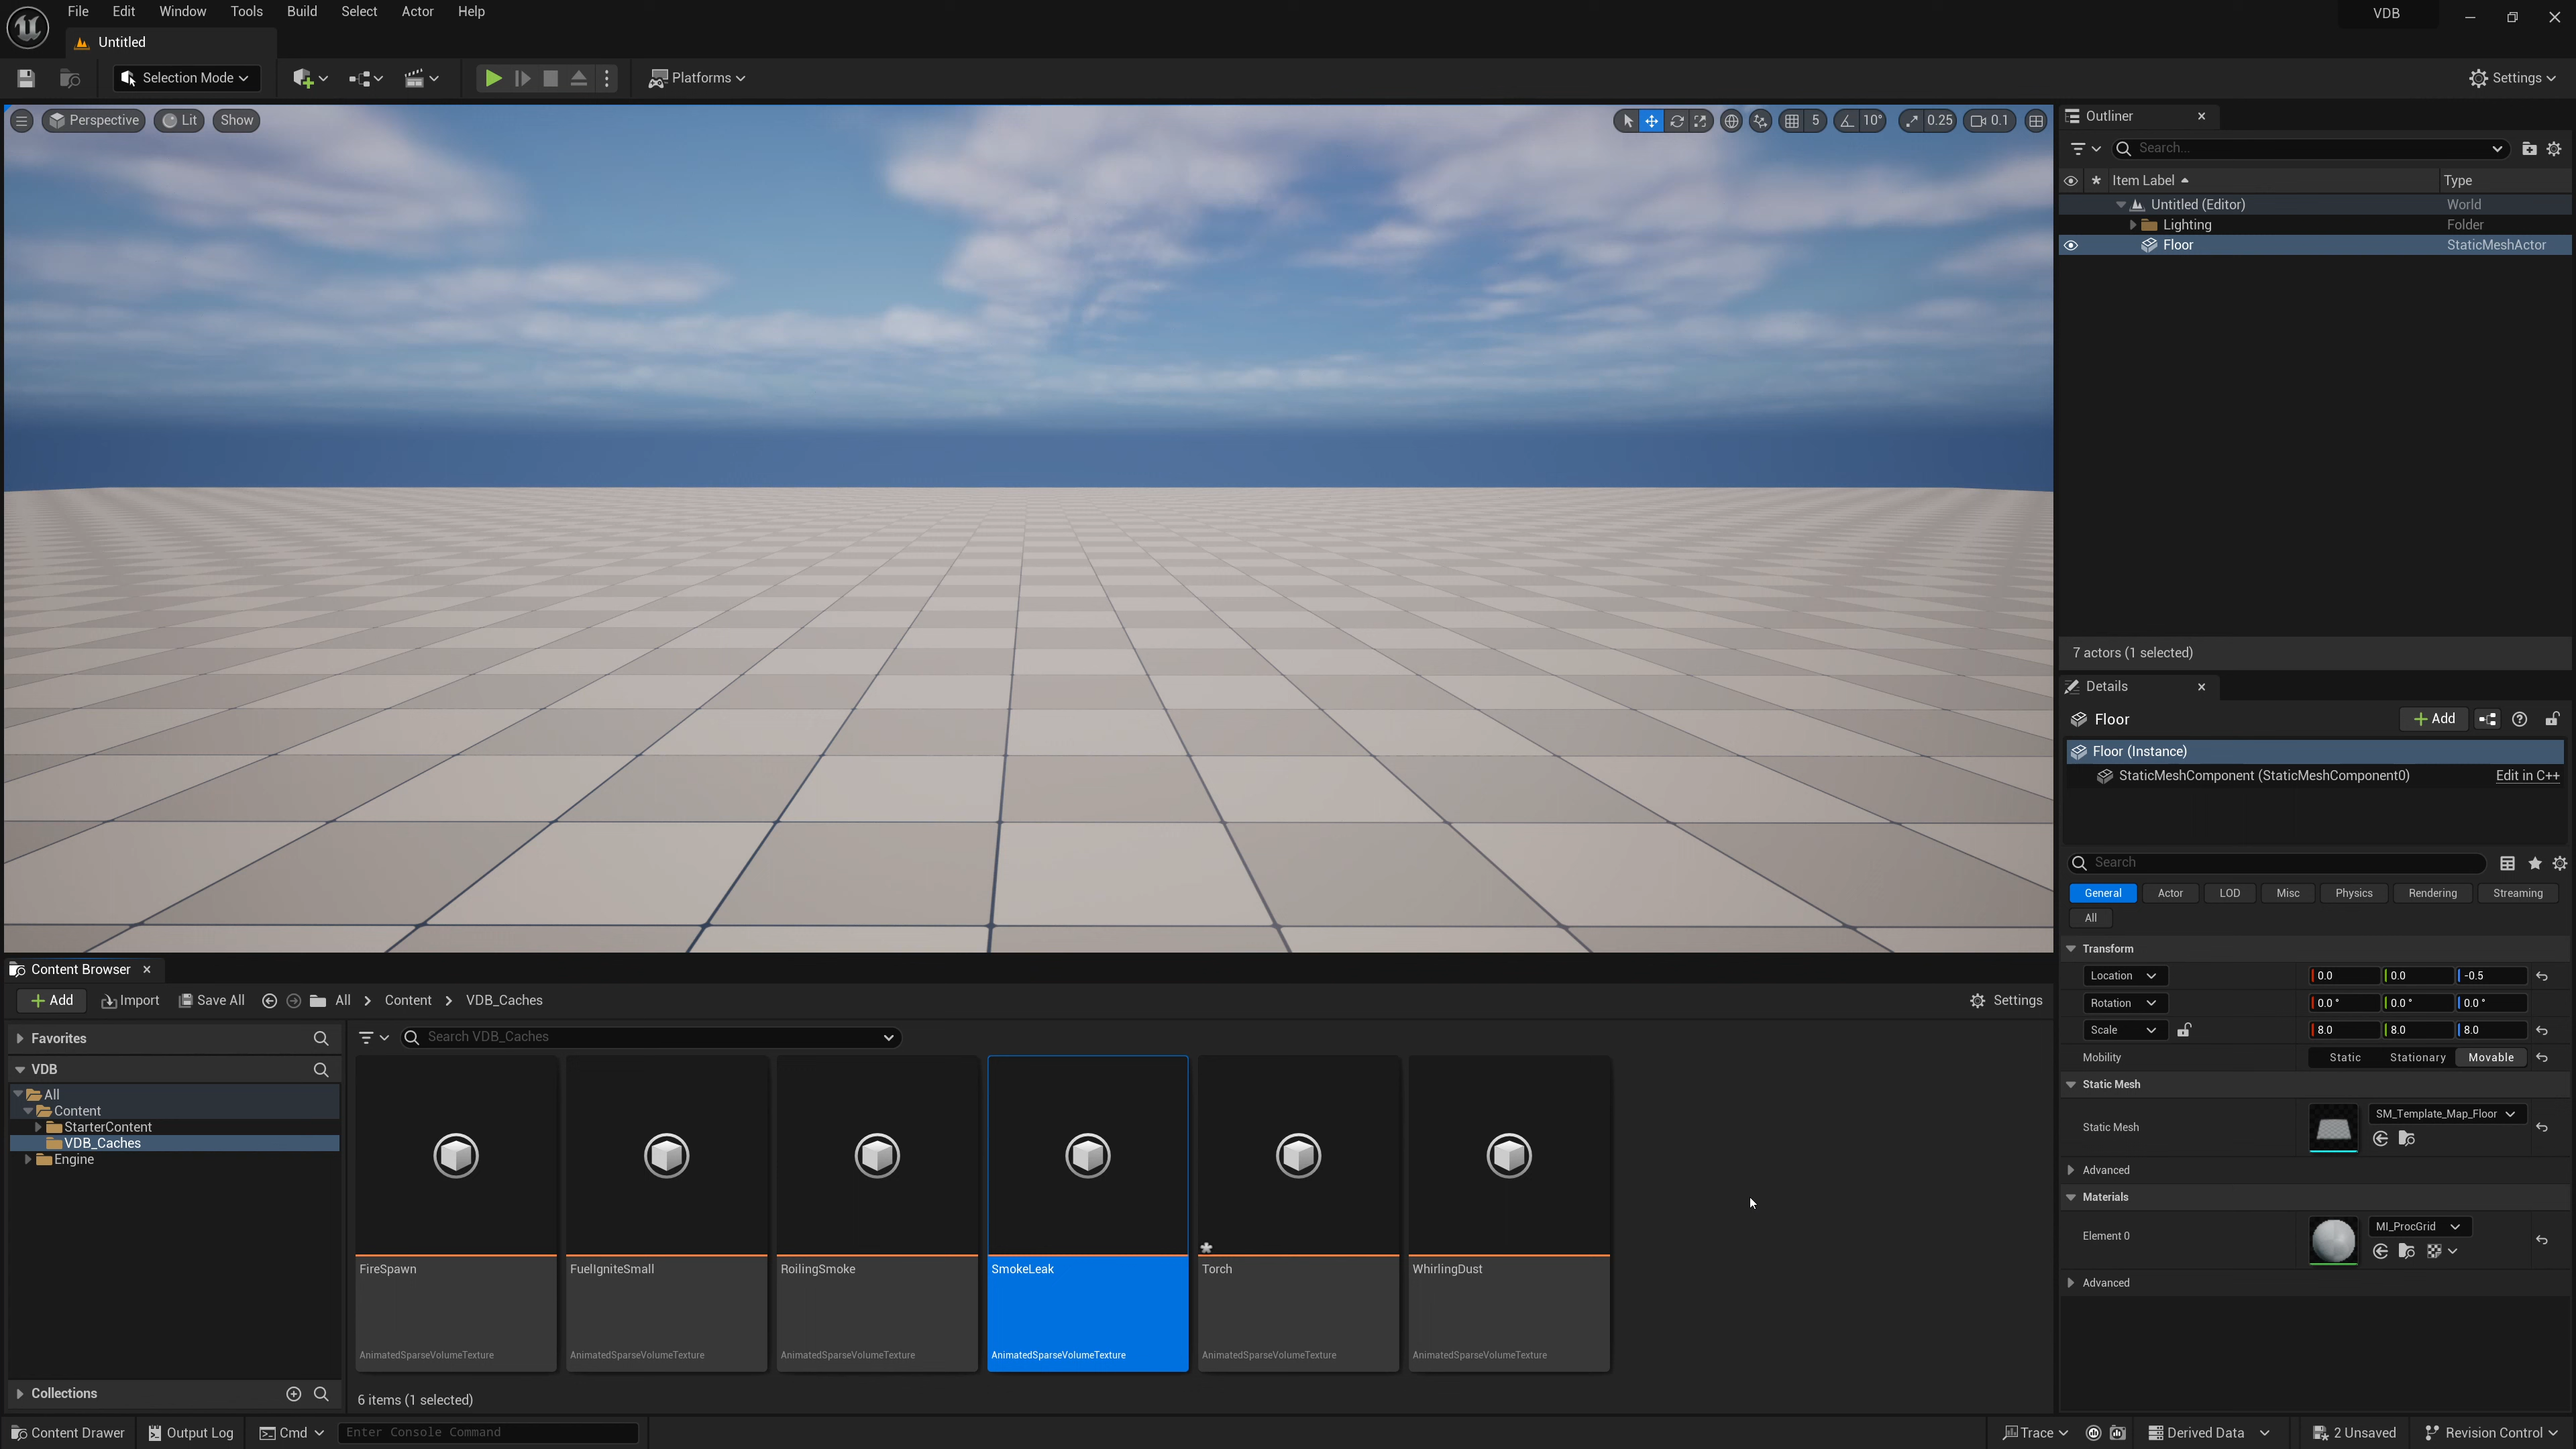 File Edit Window Tools Build Select Actor Help
VDB
Untitled
Selection Mode
Platforms
Settings
Perspective Lit Show
5 10° 0.25 0.1
Outliner
Search...
Item Label Type
Untitled (Editor) World
Lighting Folder
Floor StaticMeshActor
7 actors (1 selected)
Details
Floor
Add
Floor (Instance)
StaticMeshComponent (StaticMeshComponent0) Edit in C++
Search
General Actor LOD Misc Physics Rendering Streaming
All
Transform
Location 0.0 0.0 -0.5
Rotation 0.0 ° 0.0 ° 0.0 °
Scale 8.0 8.0 8.0
Mobility Static Stationary Movable
Static Mesh
Static Mesh SM_Template_Map_Floor
Advanced
Materials
Element 0 MI_ProcGrid
Advanced
Content Browser
Add Import Save All All > Content > VDB_Caches
Settings
Favorites
VDB
All
Content
StarterContent
VDB_Caches
Engine
Collections
Search VDB_Caches
FireSpawn
AnimatedSparseVolumeTexture
FuelIgniteSmall
AnimatedSparseVolumeTexture
RoilingSmoke
AnimatedSparseVolumeTexture
SmokeLeak
AnimatedSparseVolumeTexture
Torch
AnimatedSparseVolumeTexture
WhirlingDust
AnimatedSparseVolumeTexture
6 items (1 selected)
Content Drawer Output Log Cmd Enter Console Command
Trace Derived Data 2 Unsaved Revision Control